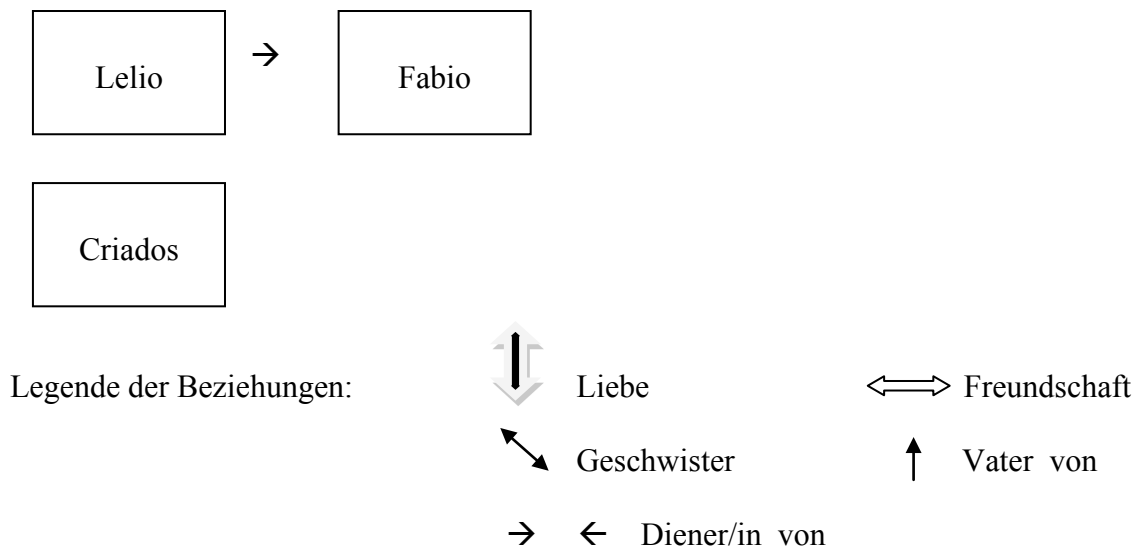 Lelio → Fabio
Criados
Legende der Beziehungen: Liebe Freundschaft
Geschwister Vater von
→ ← Diener/in von